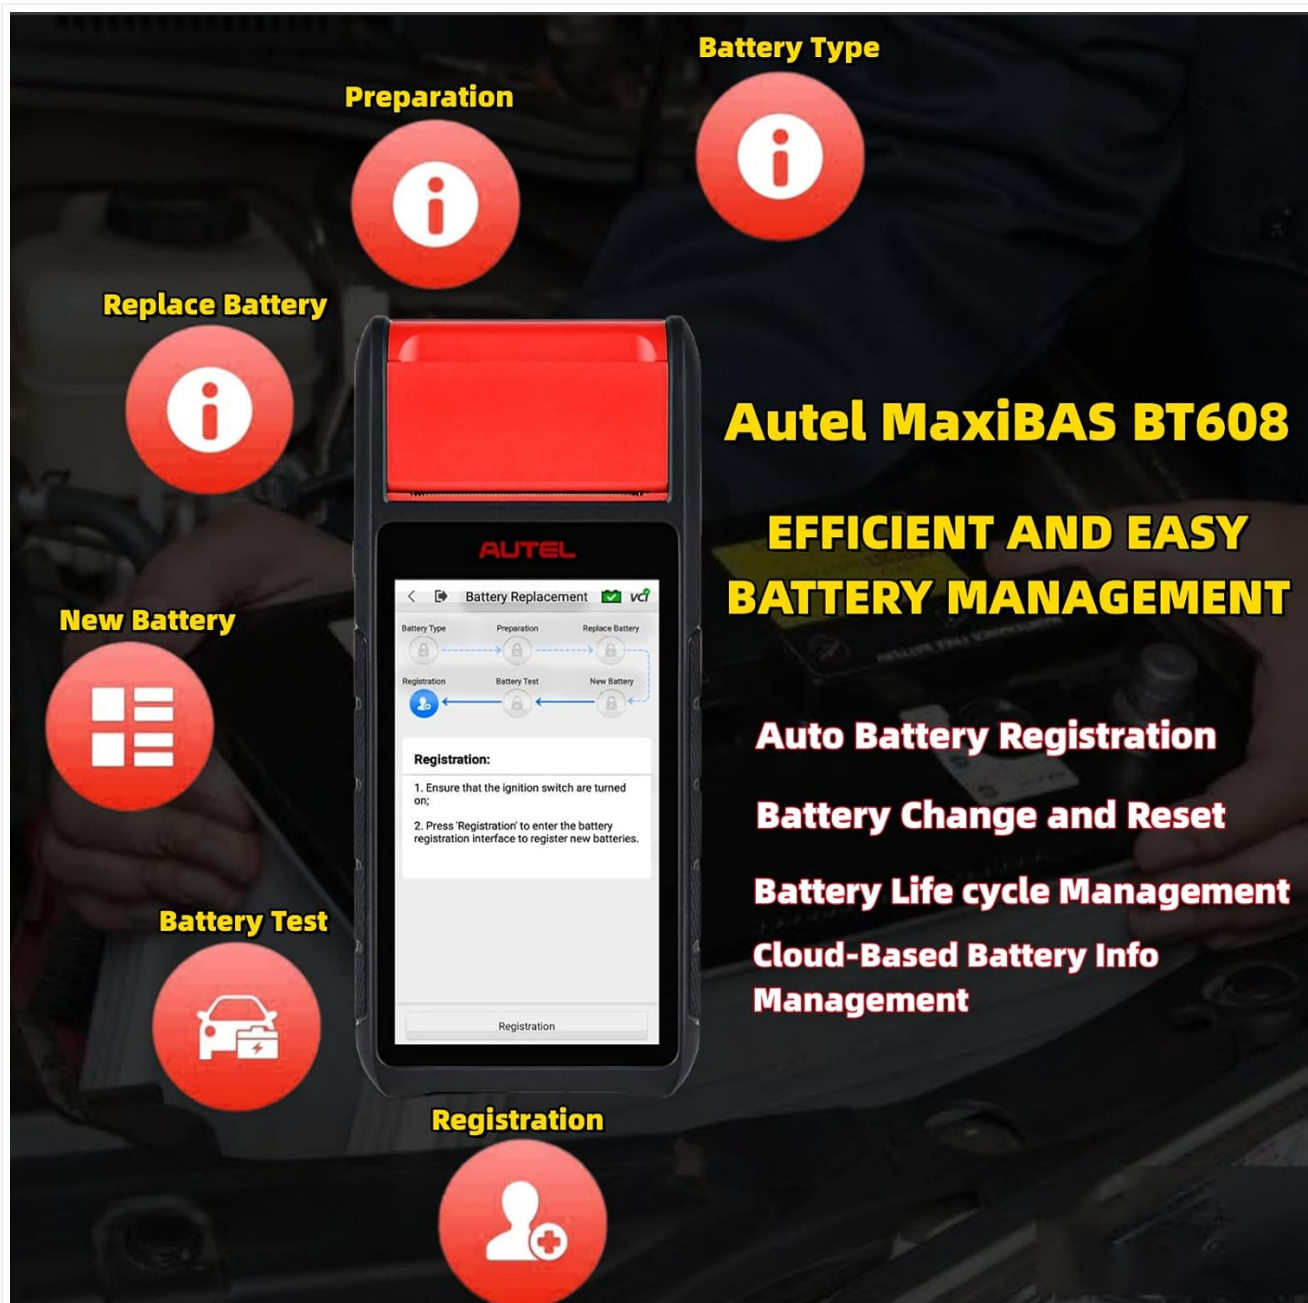 Battery Type
Preparation
Replace Battery
New Battery
Battery Test
Registration
Autel MaxiBAS BT608
EFFICIENT AND EASY
BATTERY MANAGEMENT
Auto Battery Registration
Battery Change and Reset
Battery Life cycle Management
Cloud-Based Battery Info
Management
AUTEL
Battery Replacement
VCI
Battery Type Preparation Replace Battery
Registration Battery Test New Battery
Registration:
1. Ensure that the ignition switch are turned
on;
2. Press 'Registration' to enter the battery
registration interface to register new batteries.
Registration